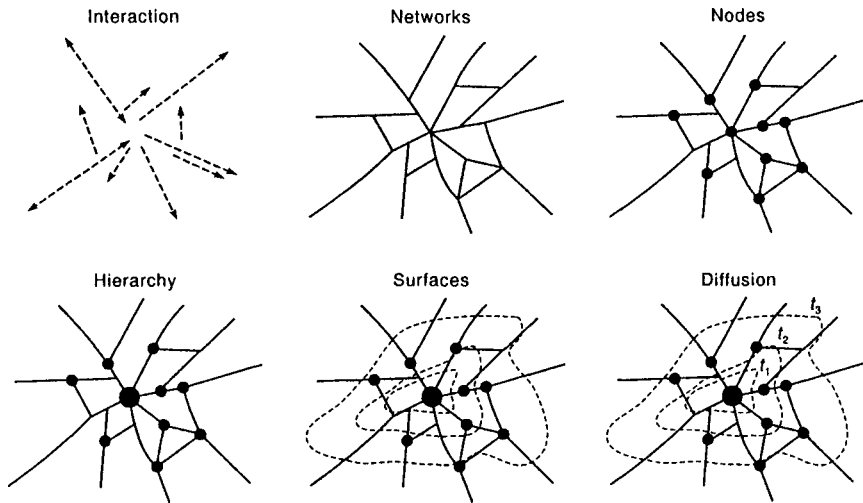 Interaction
Networks
Nodes
Hierarchy
Surfaces
Diffusion
t₃
t₂
t₁